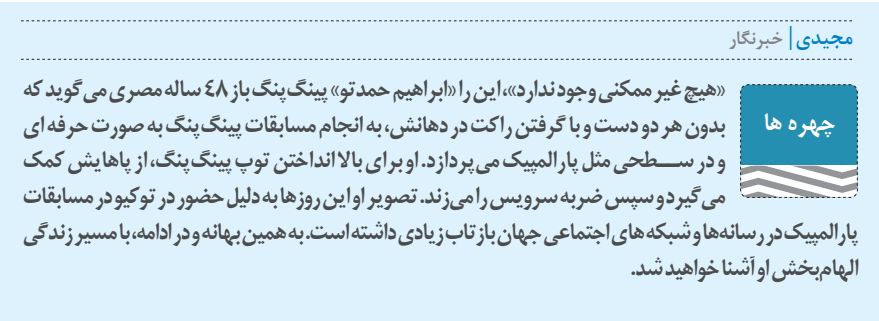 مجیدی | خبرنگار
چهره ها
«هیچ غیر ممکنی وجود ندارد»، این را «ابراهیم حمدتو» پینگ‌پنگ باز ٤٨ ساله مصری می‌گوید که
بدون هر دو دست و با گرفتن راکت در دهانش، به انجام مسابقات پینگ‌پنگ به صورت حرفه ای
و در ســطحی مثل پارالمپیک می‌پردازد. او برای بالا انداختن توپ پینگ‌پنگ، از پاهایش کمک
می‌گیرد و سپس ضربه سرویس را می‌زند. تصویر او این روزها به دلیل حضور در توکیو در مسابقات
پارالمپیک در رسانه‌ها و شبکه های اجتماعی جهان بازتاب زیادی داشته است. به همین بهانه و در ادامه، با مسیر زندگی
الهام‌بخش او آشنا خواهید شد.